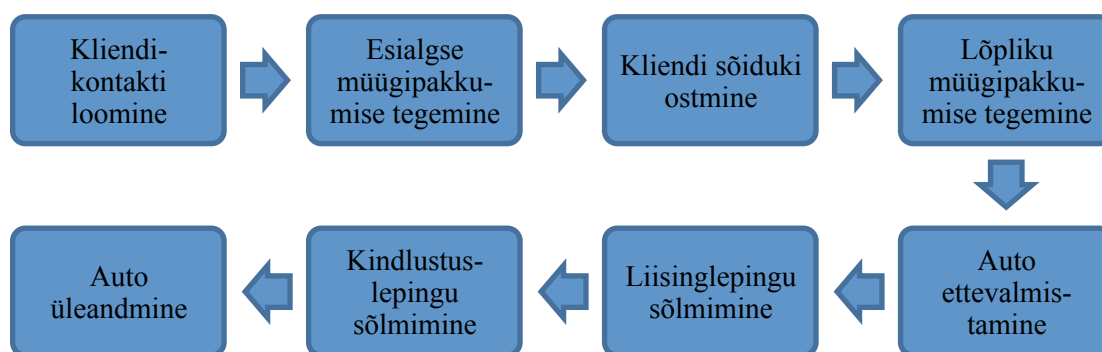 Kliendi-
kontakti
loomine
Esialgse
müügipakku-
mise tegemine
Kliendi sõiduki
ostmine
Lõpliku
müügipakku-
mise tegemine
Auto
ettevalmis-
tamine
Liisinglepingu
sõlmimine
Kindlustus-
lepingu
sõlmimine
Auto
üleandmine